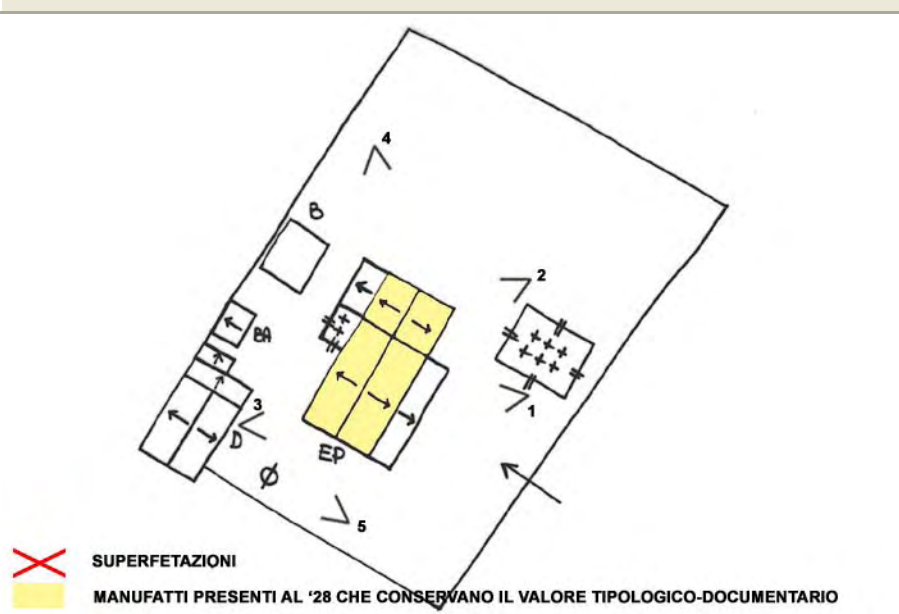 4
B
2
BA
1
3
D
EP
Ø
5
SUPERFETAZIONI
MANUFATTI PRESENTI AL ‘28 CHE CONSERVANO IL VALORE TIPOLOGICO-DOCUMENTARIO